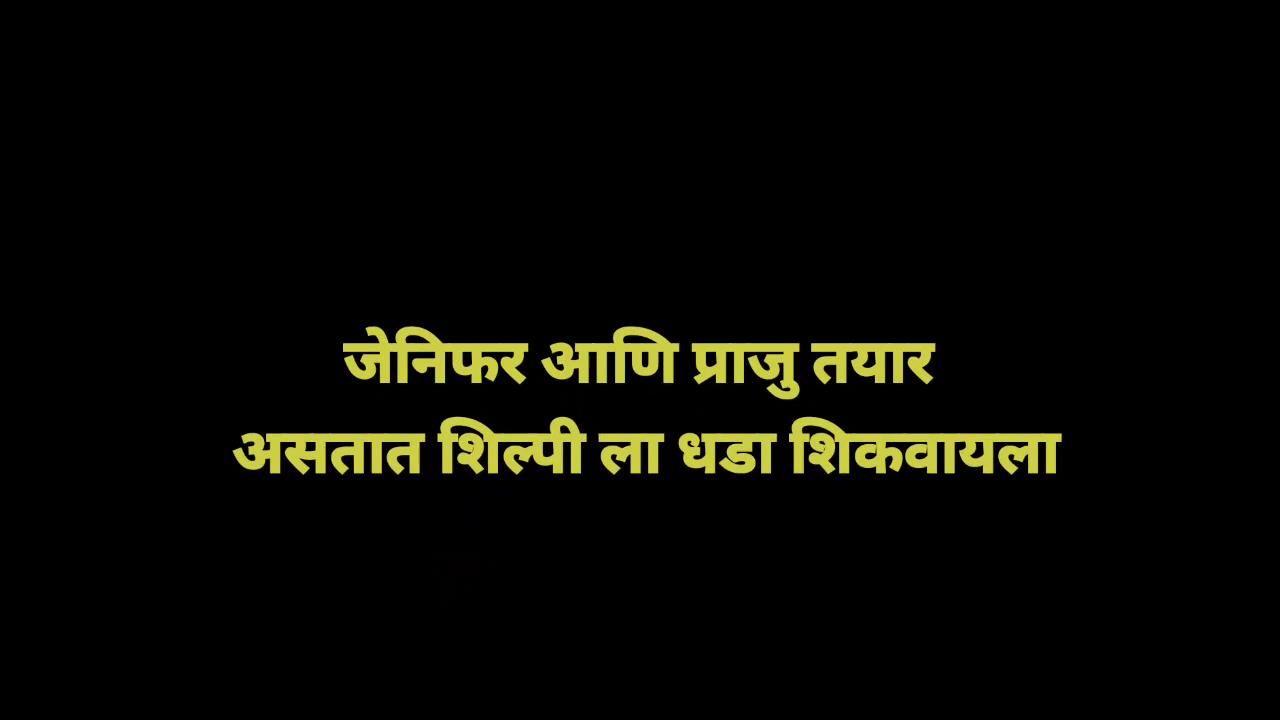 जेनिफर आणि प्राजु तयार
असतात शिल्पी ला धडा शिकवायला